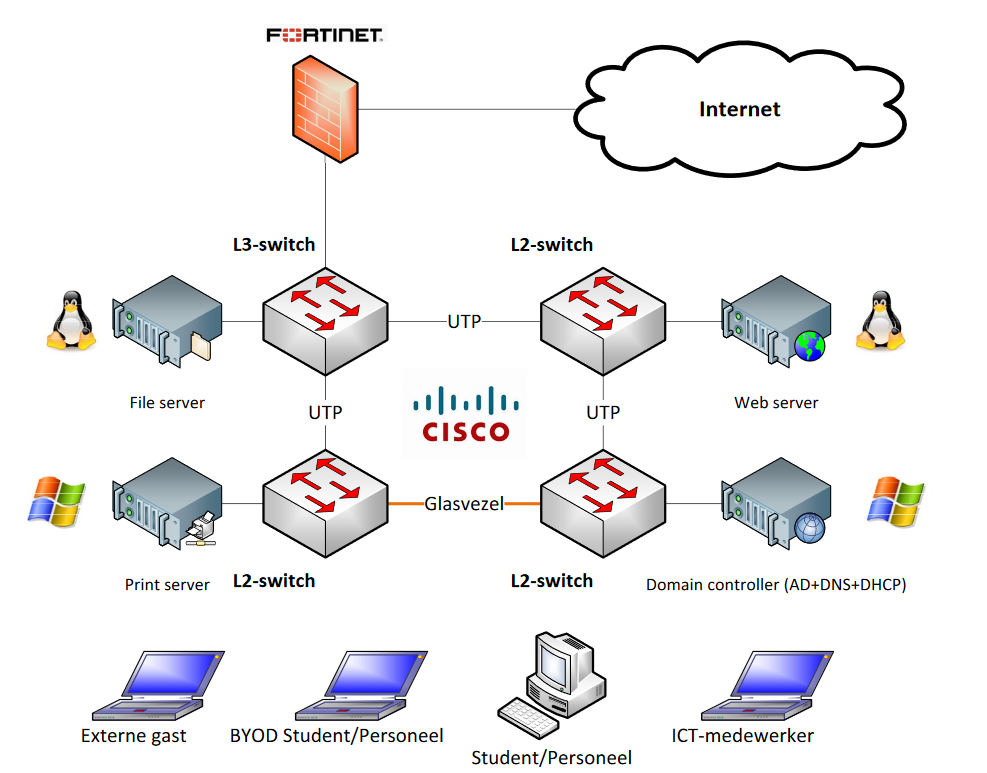 FORTINET
Internet
L3-switch
L2-switch
UTP
File server
Web server
UTP
CISCO
UTP
Glasvezel
Print server
L2-switch
L2-switch
Domain controller (AD+DNS+DHCP)
Externe gast
BYOD Student/Personeel
Student/Personeel
ICT-medewerker